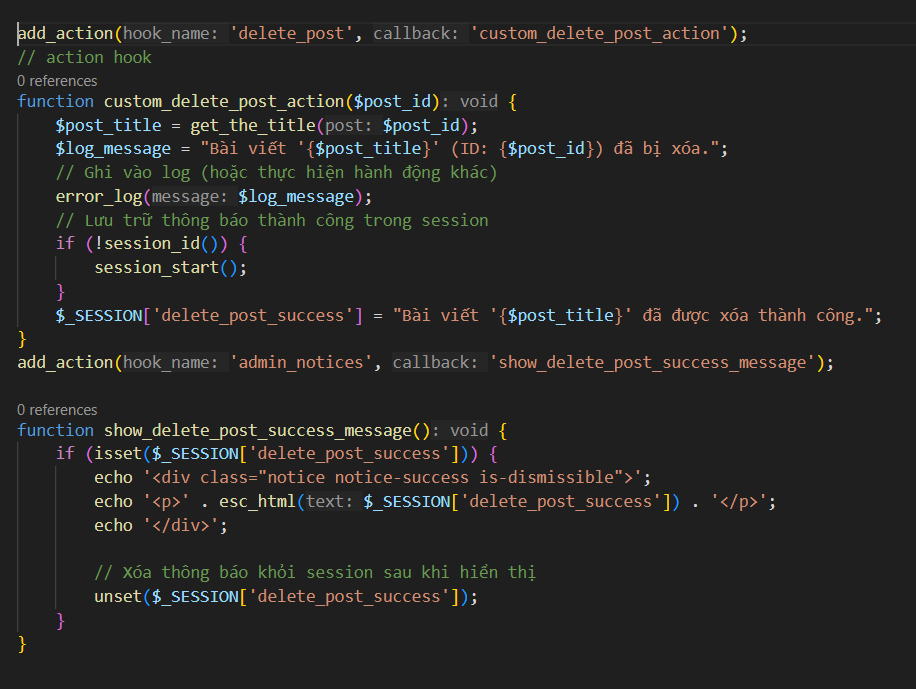 add_action(hook_name: 'delete_post', callback: 'custom_delete_post_action');
// action hook
0 references
function custom_delete_post_action($post_id): void {
    $post_title = get_the_title(post: $post_id);
    $log_message = "Bài viết '{$post_title}' (ID: {$post_id}) đã bị xóa.";
    // Ghi vào log (hoặc thực hiện hành động khác)
    error_log(message: $log_message);
    // Lưu trữ thông báo thành công trong session
    if (!session_id()) {
        session_start();
    }
    $_SESSION['delete_post_success'] = "Bài viết '{$post_title}' đã được xóa thành công.";
}
add_action(hook_name: 'admin_notices', callback: 'show_delete_post_success_message');
0 references
function show_delete_post_success_message(): void {
    if (isset($_SESSION['delete_post_success'])) {
        echo '<div class="notice notice-success is-dismissible">';
        echo '<p>' . esc_html(text: $_SESSION['delete_post_success']) . '</p>';
        echo '</div>';
        // Xóa thông báo khỏi session sau khi hiển thị
        unset($_SESSION['delete_post_success']);
    }
}